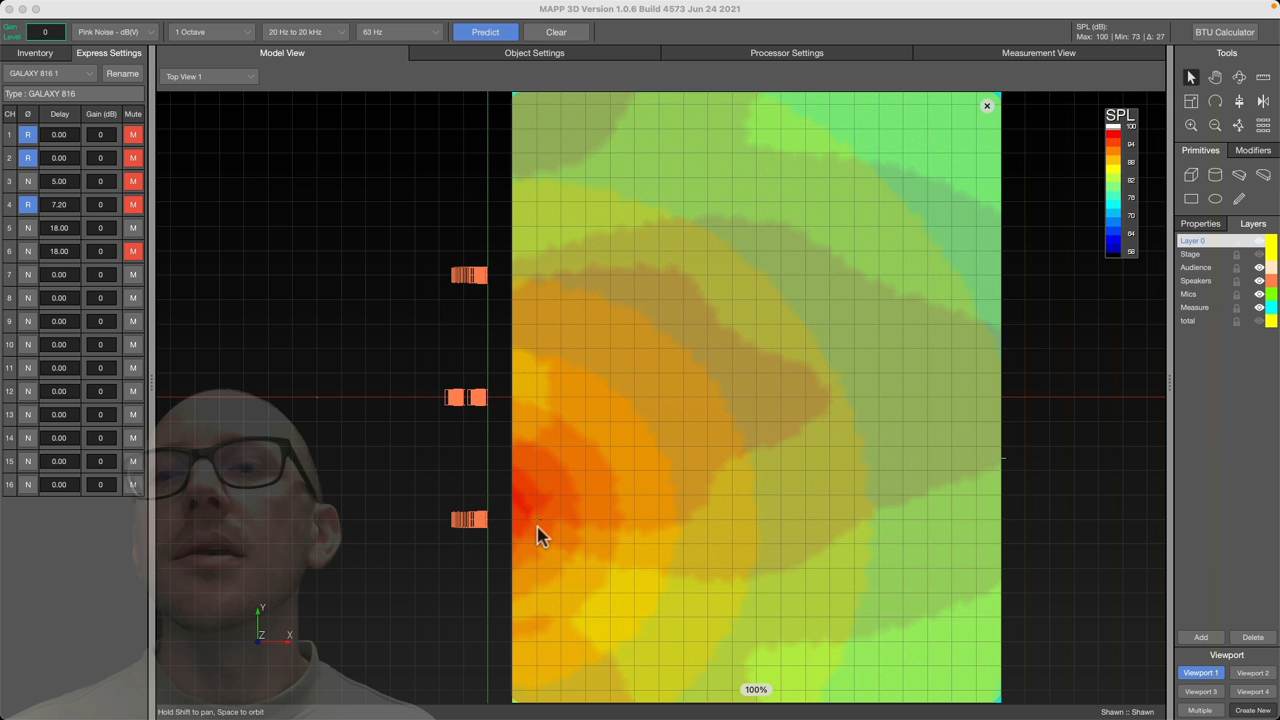 MAPP 3D Version 1.0.6 Build 4573 Jun 24 2021
Gen Level 0 Pink Noise - dB(V) 1 Octave 20 Hz to 20 kHz 63 Hz Predict Clear SPL (dB): Max: 100 | Min: 73 | Δ: 27 BTU Calculator
Inventory Express Settings Model View Object Settings Processor Settings Measurement View Tools
GALAXY 816 1 Rename Top View 1
Type : GALAXY 816
CH Ø Delay Gain (dB) Mute
1 R 0.00 0 M
2 R 0.00 0 M
3 N 5.00 0 M
4 R 7.20 0 M
5 N 18.00 0 M
6 N 18.00 0 M
7 N 0.00 0 M
8 N 0.00 0 M
9 N 0.00 0 M
10 N 0.00 0 M
11 N 0.00 0 M
12 N 0.00 0 M
13 N 0.00 0 M
14 N 0.00 0 M
15 N 0.00 0 M
16 N 0.00 0 M
SPL
100
94
88
82
76
70
64
58
Primitives Modifiers
Properties Layers
Layer 0
Stage
Audience
Speakers
Mics
Measure
total
Add Delete
Viewport
Viewport 1 Viewport 2
Viewport 3 Viewport 4
Multiple Create New
Y
Z X
100%
Hold Shift to pan, Space to orbit Shawn :: Shawn